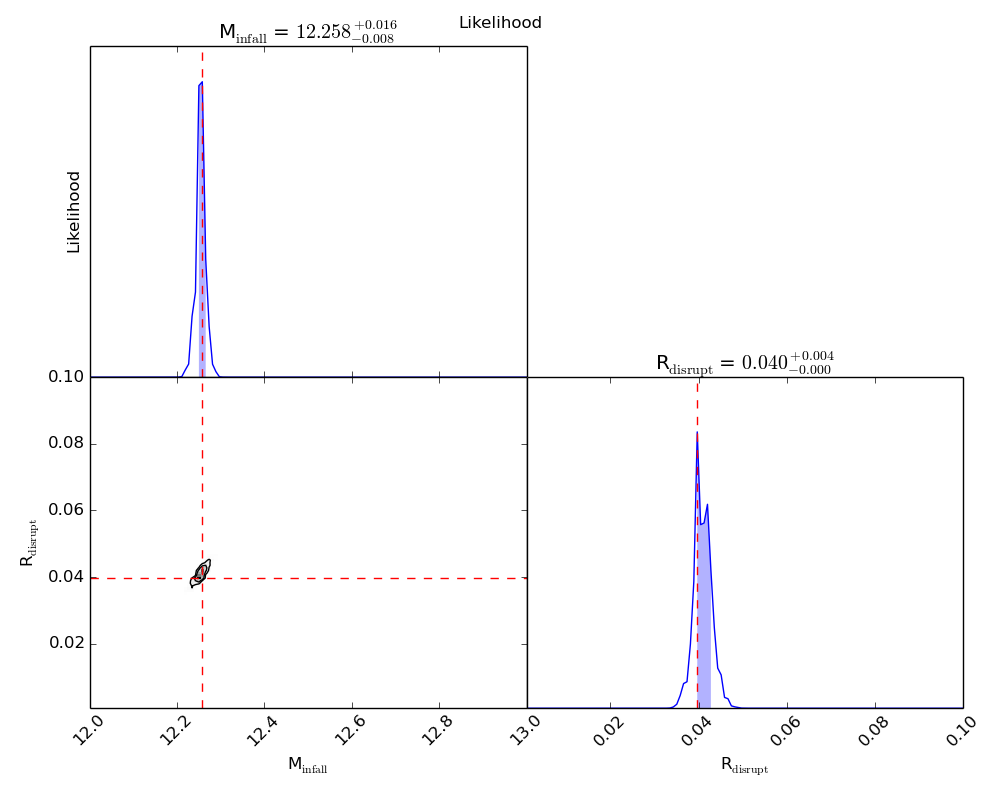 Likelihood
M_infall = 12.258^{+0.016}_{-0.008}
Likelihood
R_disrupt = 0.040^{+0.004}_{-0.000}
0.10
0.08
0.06
0.04
0.02
R_disrupt
12.0 12.2 12.4 12.6 12.8 13.0 0.02 0.04 0.06 0.08 0.10
M_infall R_disrupt